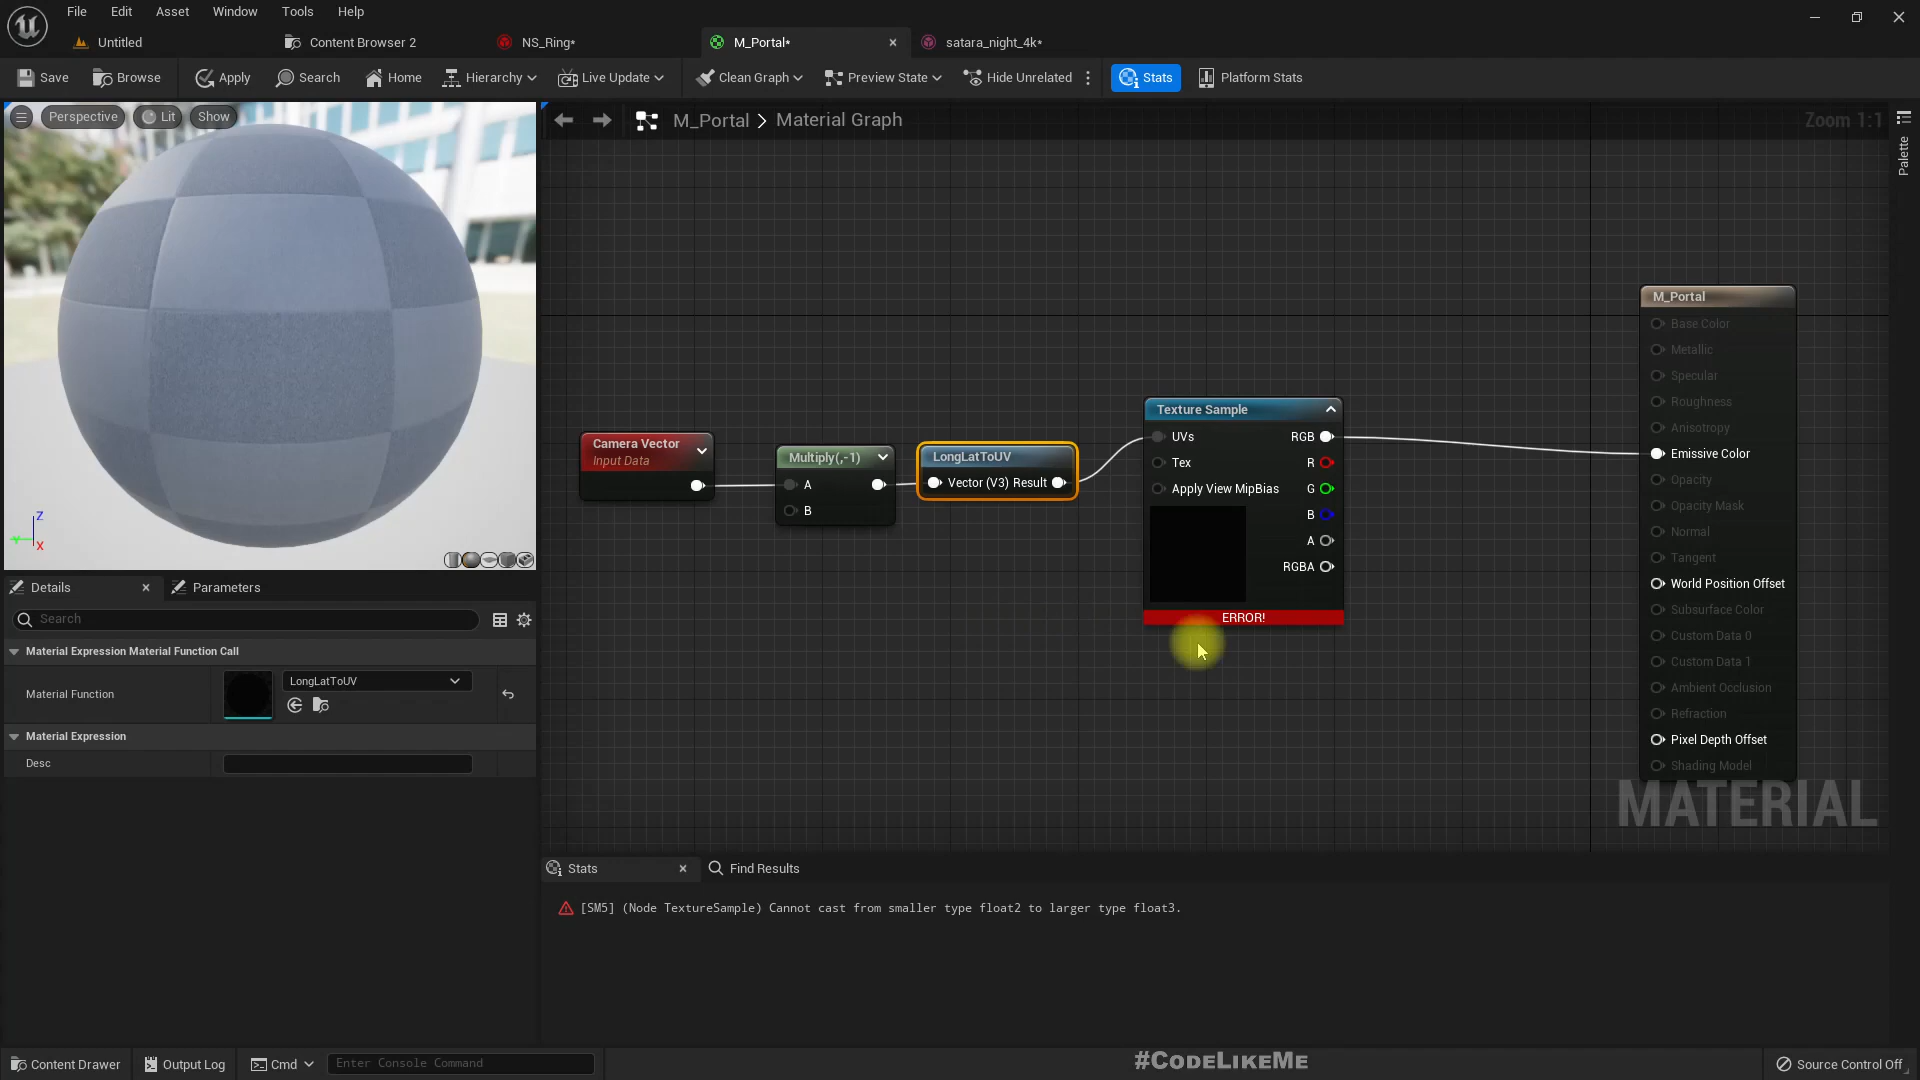 File Edit Asset Window Tools Help
Untitled Content Browser 2 NS_Ring* M_Portal* satara_night_4k*
Save Browse Apply Search Home Hierarchy Live Update Clean Graph Preview State Hide Unrelated Stats Platform Stats
Perspective Lit Show
M_Portal > Material Graph
Zoom 1:1
Palette
Camera Vector
Input Data
Multiply(,-1)
A
B
LongLatToUV
Vector (V3) Result
Texture Sample
UVs RGB
Tex R
Apply View MipBias G
B
A
RGBA
ERROR!
M_Portal
Base Color
Metallic
Specular
Roughness
Anisotropy
Emissive Color
Opacity
Opacity Mask
Normal
Tangent
World Position Offset
Subsurface Color
Custom Data 0
Custom Data 1
Ambient Occlusion
Refraction
Pixel Depth Offset
Shading Model
MATERIAL
Z
Y
X
Details Parameters
Search
Material Expression Material Function Call
Material Function LongLatToUV
Material Expression
Desc
Stats Find Results
[SM5] (Node TextureSample) Cannot cast from smaller type float2 to larger type float3.
Content Drawer Output Log Cmd Enter Console Command #CodeLikeMe Source Control Off